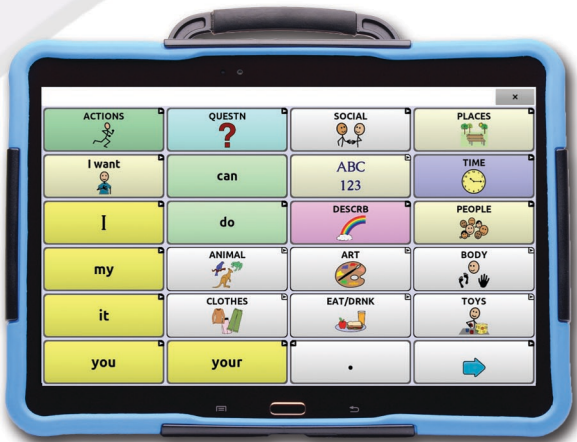 ×
ACTIONS QUESTN SOCIAL PLACES
?
I want can ABC TIME
123
I do DESCRB PEOPLE
my ANIMAL ART BODY
it CLOTHES EAT/DRNK TOYS
you your .